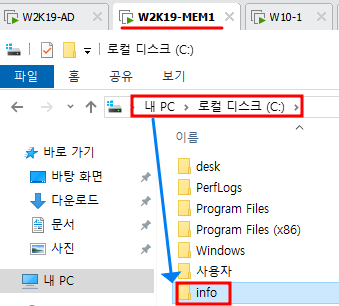 W2K19-AD
W2K19-MEM1
W10-1
로컬 디스크 (C:)
파일
홈
공유
보기
내 PC
로컬 디스크 (C:)
이름
바로 가기
바탕 화면
다운로드
문서
사진
내 PC
desk
PerfLogs
Program Files
Program Files (x86)
Windows
사용자
info